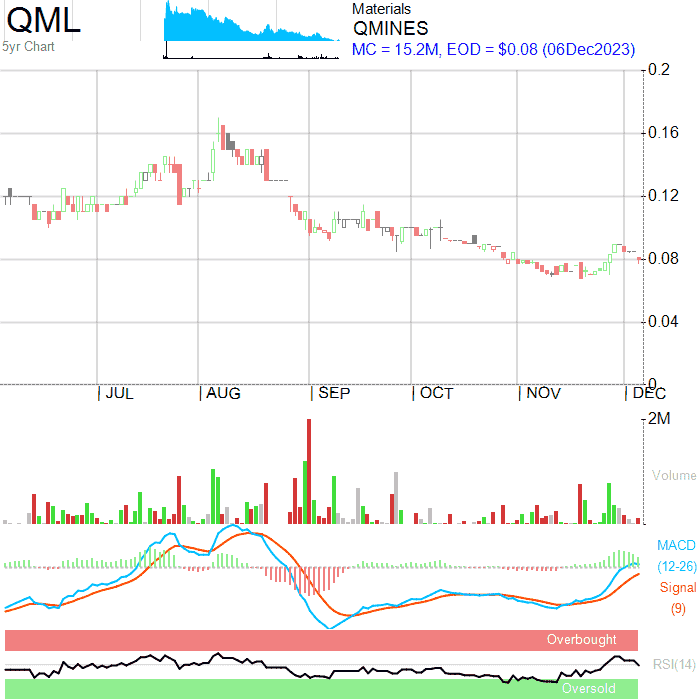 QML
5yr Chart
Materials
QMINES
MC = 15.2M, EOD = $0.08 (06Dec2023)
0.2
0.16
0.12
0.08
0.04
0
JUL AUG SEP OCT NOV DEC
2M
Volume
MACD
(12-26)
Signal
(9)
Overbought
RSI(14)
Oversold